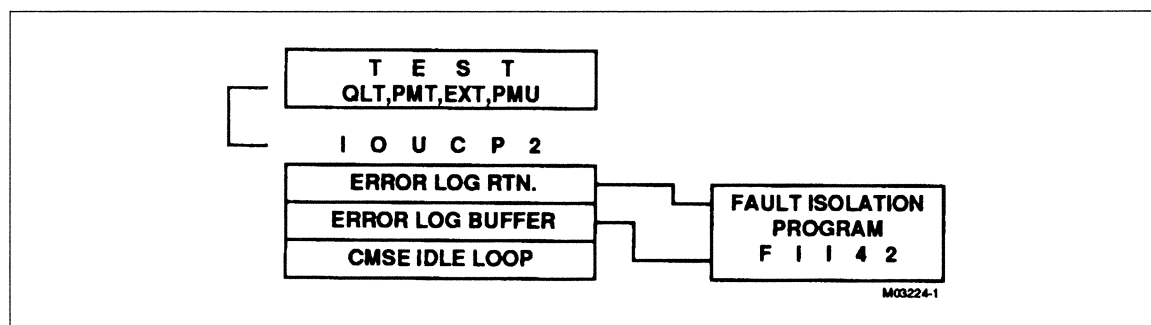 T E S T
QLT,PMT,EXT,PMU
I O U C P 2
ERROR LOG RTN.
ERROR LOG BUFFER
CMSE IDLE LOOP
FAULT ISOLATION
PROGRAM
F I I 4 2
M03224-1